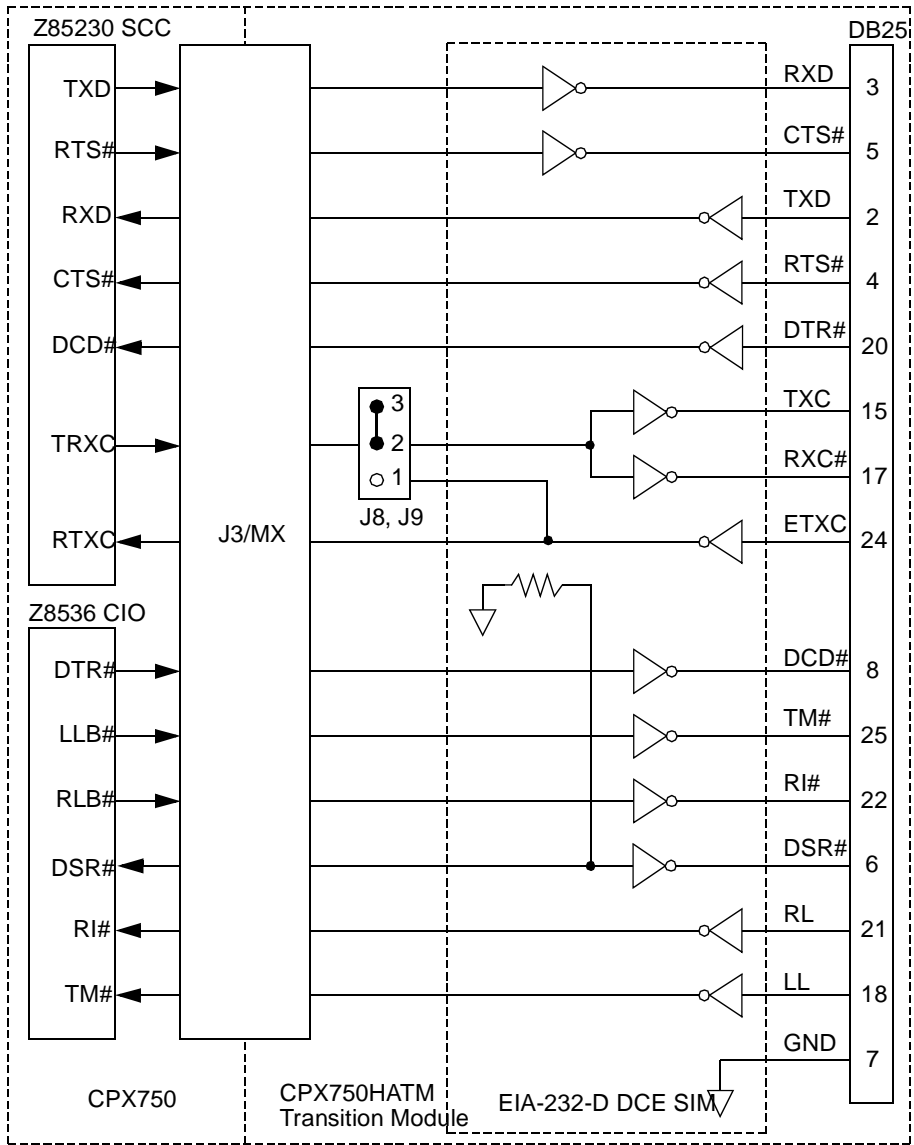 Z85230 SCC
DB25
TXD
RXD
3
RTS#
CTS#
5
RXD
TXD
2
CTS#
RTS#
4
DCD#
DTR#
20
TXC
15
3
TRXC
2
RXC#
17
1
J8, J9
RTXC
J3/MX
ETXC
24
Z8536 CIO
DTR#
DCD#
8
LLB#
TM#
25
RLB#
RI#
22
DSR#
DSR#
6
RI#
RL
21
TM#
LL
18
GND
7
CPX750
CPX750HATM
Transition Module
EIA-232-D DCE SIM